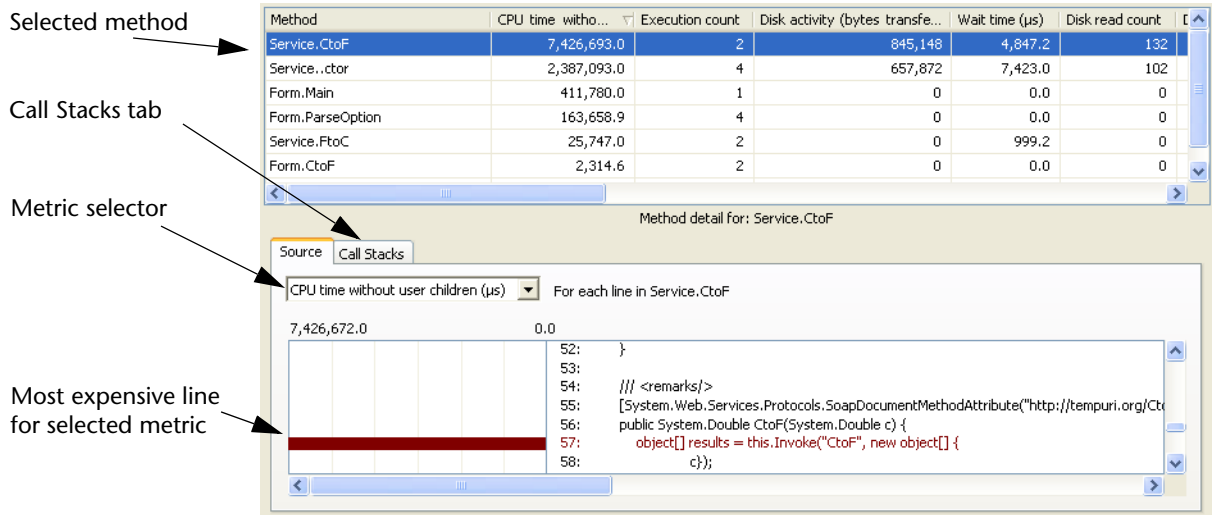 Selected method
Call Stacks tab
Metric selector
Most expensive line
for selected metric
Method CPU time witho... Execution count Disk activity (bytes transfe... Wait time (µs) Disk read count D
Service.CtoF 7,426,693.0 2 845,148 4,847.2 132
Service..ctor 2,387,093.0 4 657,872 7,423.0 102
Form.Main 411,780.0 1 0 0.0 0
Form.ParseOption 163,658.9 4 0 0.0 0
Service.FtoC 25,747.0 2 0 999.2 0
Form.CtoF 2,314.6 2 0 0.0 0
Method detail for: Service.CtoF
Source Call Stacks
CPU time without user children (µs) For each line in Service.CtoF
7,426,672.0 0.0
52: }
53:
54: /// <remarks/>
55: [System.Web.Services.Protocols.SoapDocumentMethodAttribute("http://tempuri.org/Cto
56: public System.Double CtoF(System.Double c) {
57: object[] results = this.Invoke("CtoF", new object[] {
58: c});